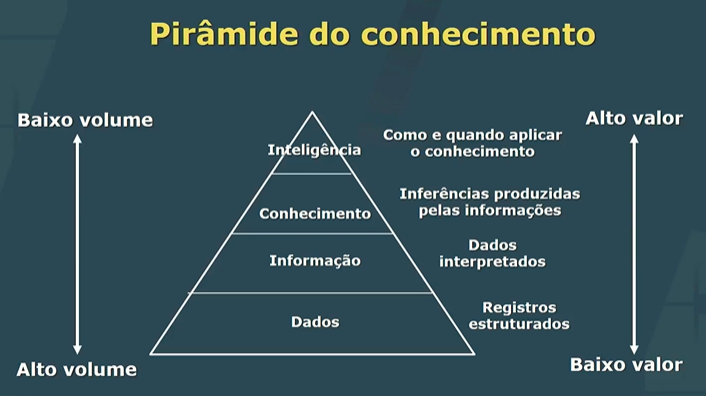 Pirâmide do conhecimento
Baixo volume
Alto valor
Inteligência
Como e quando aplicar
o conhecimento
Conhecimento
Inferências produzidas
pelas informações
Informação
Dados
interpretados
Dados
Registros
estruturados
Alto volume
Baixo valor